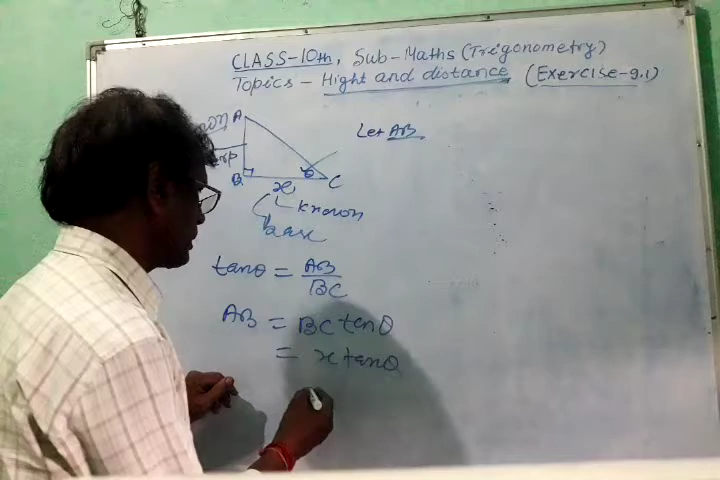 CLASS-10th, Sub-Maths (Trigonometry)
Topics - Hight and distance (Exercise-9.1)
A
Let AB
θ
B
x
C
known
base
tanθ = AB/BC
AB = BC tanθ
= x tanθ